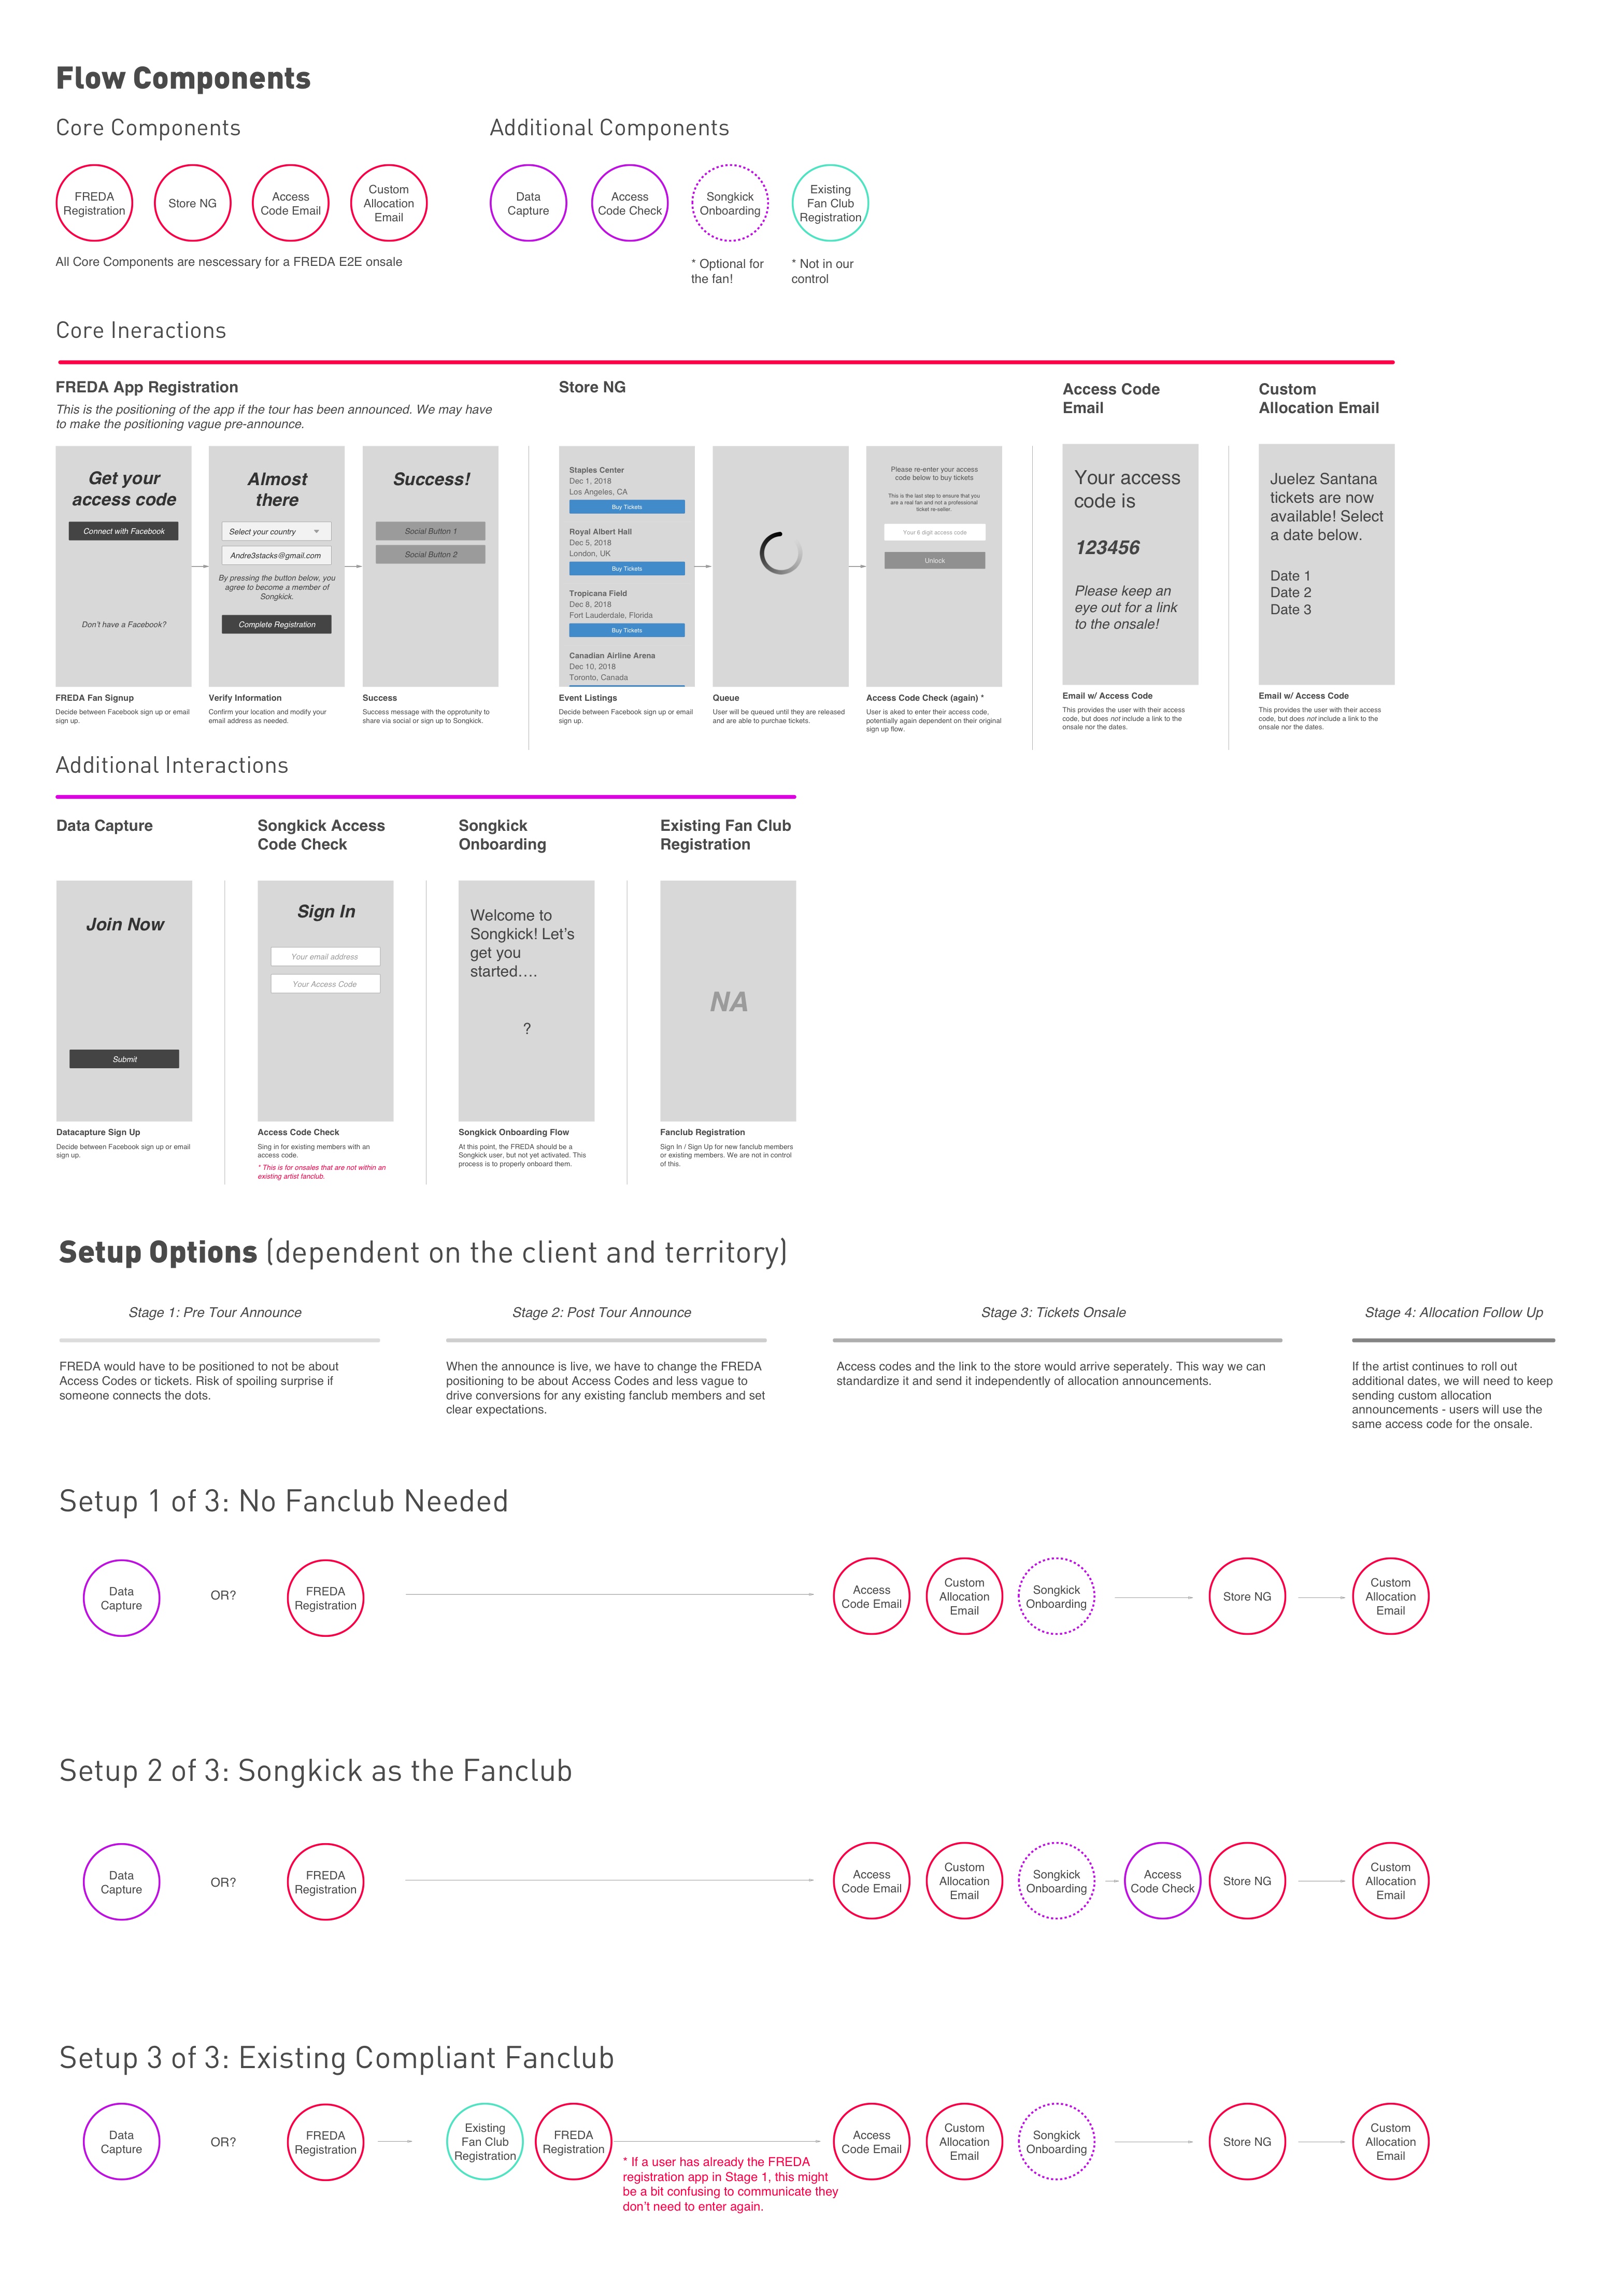 Flow Components
Core Components
Additional Components
FREDA
Registration
Store NG
Access
Code Email
Custom
Allocation
Email
Data
Capture
Access
Code Check
Songkick
Onboarding
Existing
Fan Club
Registration
All Core Components are nescessary for a FREDA E2E onsale
* Optional for
the fan!
* Not in our
control
Core Ineractions
FREDA App Registration
This is the positioning of the app if the tour has been announced. We may have
to make the positioning vague pre-announce.
Store NG
Access Code
Email
Custom
Allocation Email
Get your
access code
Connect with Facebook
Don't have a Facebook?
Almost
there
Select your country
Andre3stacks@gmail.com
By pressing the button below, you
agree to become a member of
Songkick.
Complete Registration
Success!
Social Button 1
Social Button 2
Staples Center
Dec 1, 2018
Los Angeles, CA
Buy Tickets
Royal Albert Hall
Dec 5, 2018
London, UK
Buy Tickets
Tropicana Field
Dec 8, 2018
Fort Lauderdale, Florida
Buy Tickets
Canadian Airline Arena
Dec 10, 2018
Toronto, Canada
Please re-enter your access
code below to buy tickets
This is the last step to ensure that you
are a real fan and not a professional
ticket re-seller.
Your 6 digit access code
Unlock
Your access
code is
123456
Please keep an
eye out for a link
to the onsale!
Juelez Santana
tickets are now
available! Select
a date below.
Date 1
Date 2
Date 3
FREDA Fan Signup
Decide between Facebook sign up or email
sign up.
Verify Information
Confirm your location and modify your
email address as needed.
Success
Success message with the opprotunity to
share via social or sign up to Songkick.
Event Listings
Decide between Facebook sign up or email
sign up.
Queue
User will be queued until they are released
and are able to purchae tickets.
Access Code Check (again) *
User is aked to enter their access code,
potentially again dependent on their original
sign up flow.
Email w/ Access Code
This provides the user with their access
code, but does not include a link to the
onsale nor the dates.
Email w/ Access Code
This provides the user with their access
code, but does not include a link to the
onsale nor the dates.
Additional Interactions
Data Capture
Songkick Access
Code Check
Songkick
Onboarding
Existing Fan Club
Registration
Join Now
Submit
Sign In
Your email address
Your Access Code
Welcome to
Songkick! Let's
get you
started....
?
NA
Datacapture Sign Up
Decide between Facebook sign up or email
sign up.
Access Code Check
Sing in for existing members with an
access code.
* This is for onsales that are not within an
existing artist fanclub.
Songkick Onboarding Flow
At this point, the FREDA should be a
Songkick user, but not yet activated. This
process is to properly onboard them.
Fanclub Registration
Sign In / Sign Up for new fanclub members
or existing members. We are not in control
of this.
Setup Options (dependent on the client and territory)
Stage 1: Pre Tour Announce
Stage 2: Post Tour Announce
Stage 3: Tickets Onsale
Stage 4: Allocation Follow Up
FREDA would have to be positioned to not be about
Access Codes or tickets. Risk of spoiling surprise if
someone connects the dots.
When the announce is live, we have to change the FREDA
positioning to be about Access Codes and less vague to
drive conversions for any existing fanclub members and set
clear expectations.
Access codes and the link to the store would arrive seperately. This way we can
standardize it and send it independently of allocation announcements.
If the artist continues to roll out
additional dates, we will need to keep
sending custom allocation
announcements - users will use the
same access code for the onsale.
Setup 1 of 3: No Fanclub Needed
Data
Capture
OR?
FREDA
Registration
Access
Code Email
Custom
Allocation
Email
Songkick
Onboarding
Store NG
Custom
Allocation
Email
Setup 2 of 3: Songkick as the Fanclub
Data
Capture
OR?
FREDA
Registration
Access
Code Email
Custom
Allocation
Email
Songkick
Onboarding
Access
Code Check
Store NG
Custom
Allocation
Email
Setup 3 of 3: Existing Compliant Fanclub
Data
Capture
OR?
FREDA
Registration
Existing
Fan Club
Registration
FREDA
Registration
* If a user has already the FREDA
registration app in Stage 1, this might
be a bit confusing to communicate they
don't need to enter again.
Access
Code Email
Custom
Allocation
Email
Songkick
Onboarding
Store NG
Custom
Allocation
Email